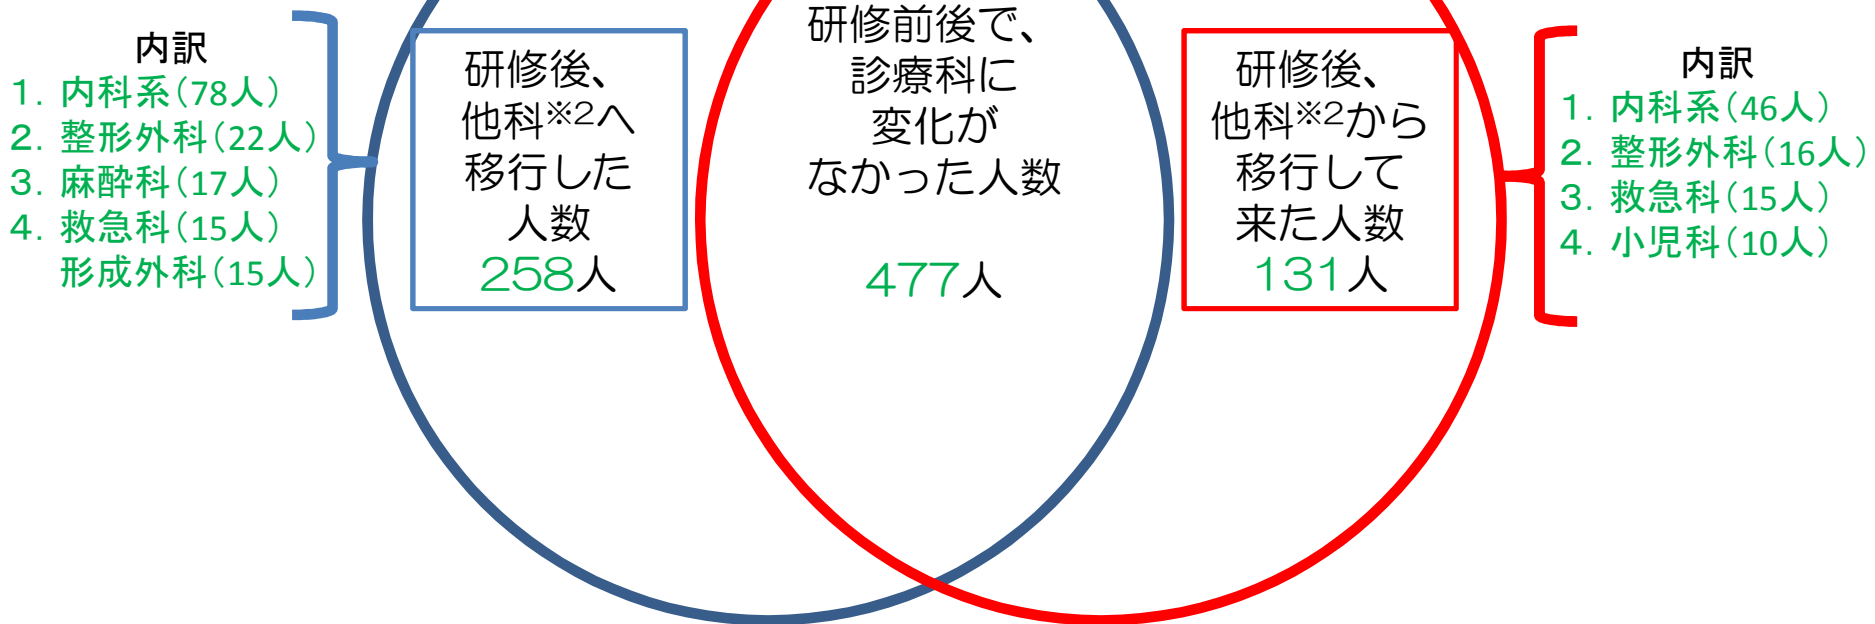 内訳
1. 内科系(78人)
2. 整形外科(22人)
3. 麻酔科(17人)
4. 救急科(15人)
形成外科(15人)
研修後、
他科※2へ
移行した
人数
258人
研修前後で、
診療科に
変化が
なかった人数
477人
研修後、
他科※2から
移行して
来た人数
131人
内訳
1. 内科系(46人)
2. 整形外科(16人)
3. 救急科(15人)
4. 小児科(10人)